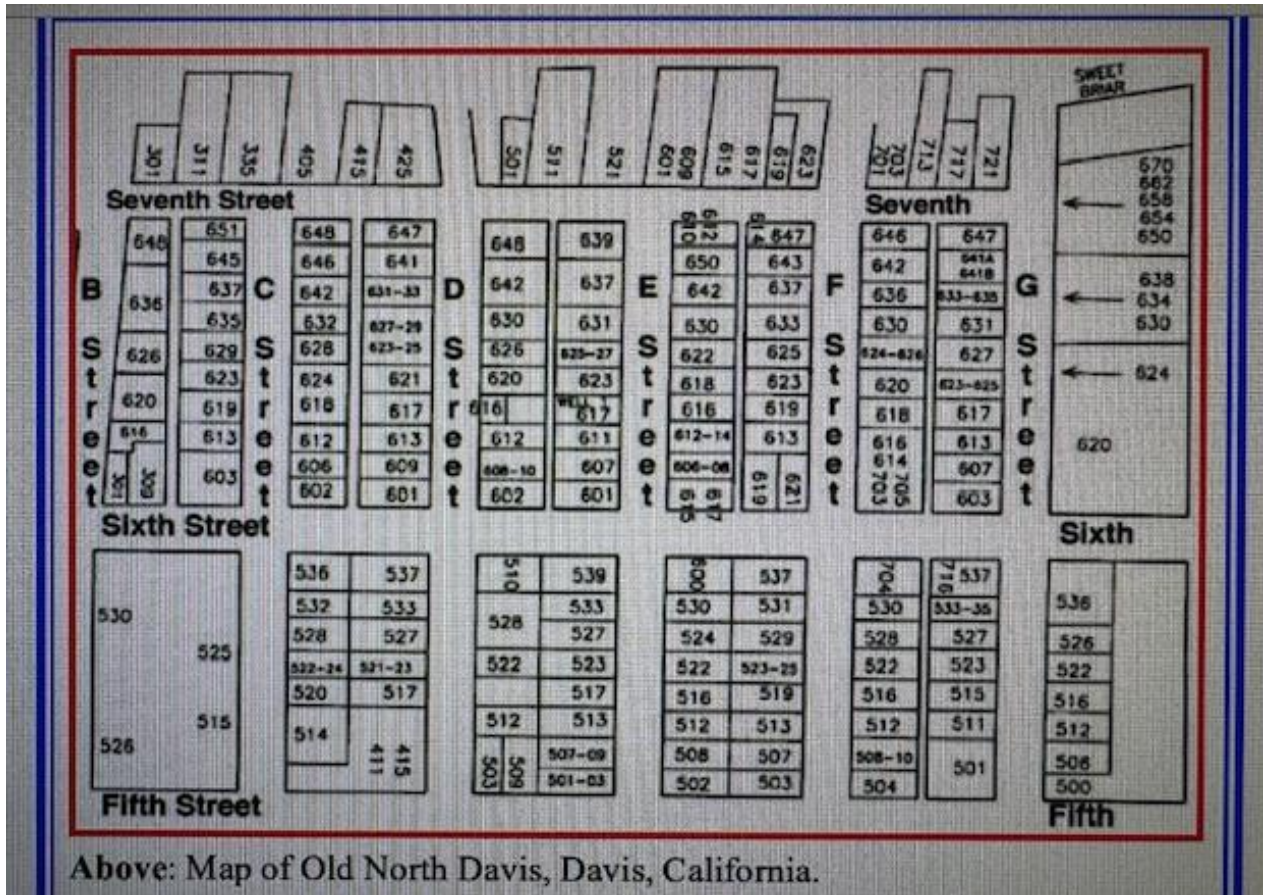 SWEET
BRIAR
301 311 335 405 415 425 501 511 521 601 609 615 617 619 623 701 703 713 717 721
670
662
658
654
650
Seventh Street Seventh
648 651 648 647 648 639 610 612 614 647 646 647
645 646 641 642 637 650 643 642 641A
641B
636 637 642 631-33 642 637 636 633-635
638
634
630
635 632 627-29 630 631 630 633 630 631
626 629 628 623-25 626 625-27 622 625 624-626 627
624
623 624 621 620 623 618 623 620 623-625
620 619 618 617 616 WELL 617 616 619 618 617
616 613 612 613 612 611 612-14 613 616 613
620
301 309 603 606 609 608-10 607 606-08 619 621 614 607
602 601 602 601 615 617 703 705 603
B Street
C Street
D Street
E Street
F Street
G Street
Sixth Street Sixth
530 536 537 510 539 600 537 704 716 537 536
532 533 528 533 530 531 530 533-35
525 528 527 527 524 529 528 527 526
522-24 521-23 522 523 522 523-25 522 523 522
515 520 517 517 516 519 516 515 516
526 514 411 415 512 513 512 513 512 511 512
503 509 507-09 508 507 508-10 501 508
501-03 502 503 504 500
Fifth Street Fifth
Above: Map of Old North Davis, Davis, California.